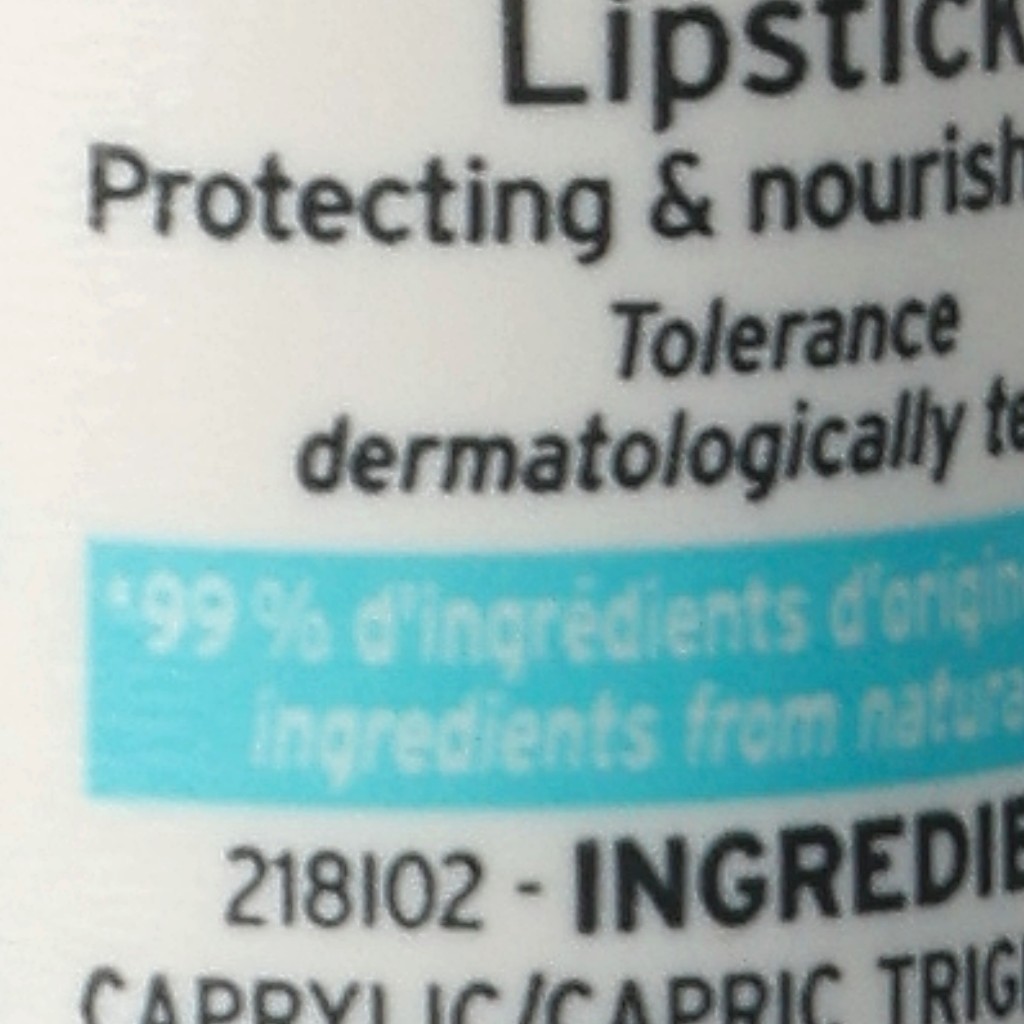 Lipstick
Protecting & nourish
Tolerance
dermatologically te
*99 % d'ingrédients d'origin
ingredients from natura
218102 - INGREDIE
CAPRYLIC/CAPRIC TRIG